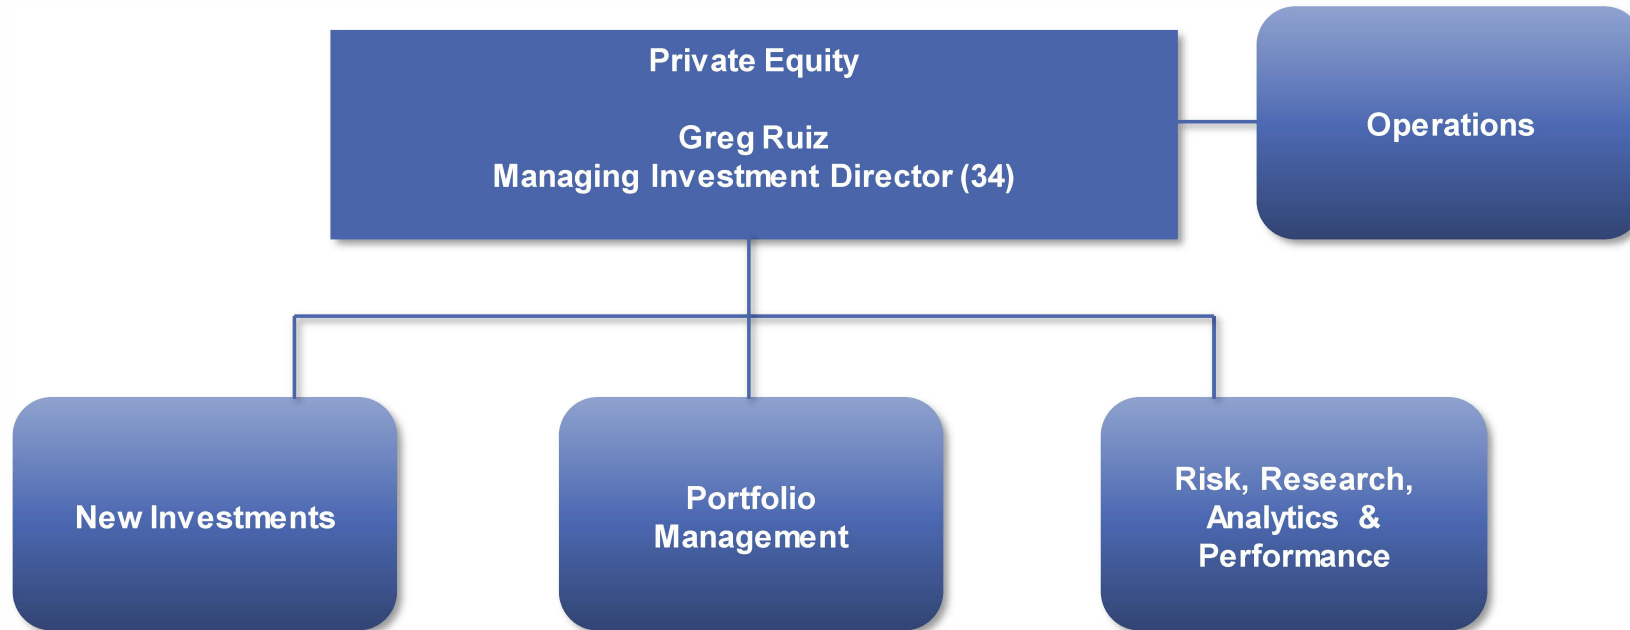 Private Equity
Greg Ruiz
Managing Investment Director (34)
Operations
New Investments
Portfolio
Management
Risk, Research,
Analytics & 
Performance